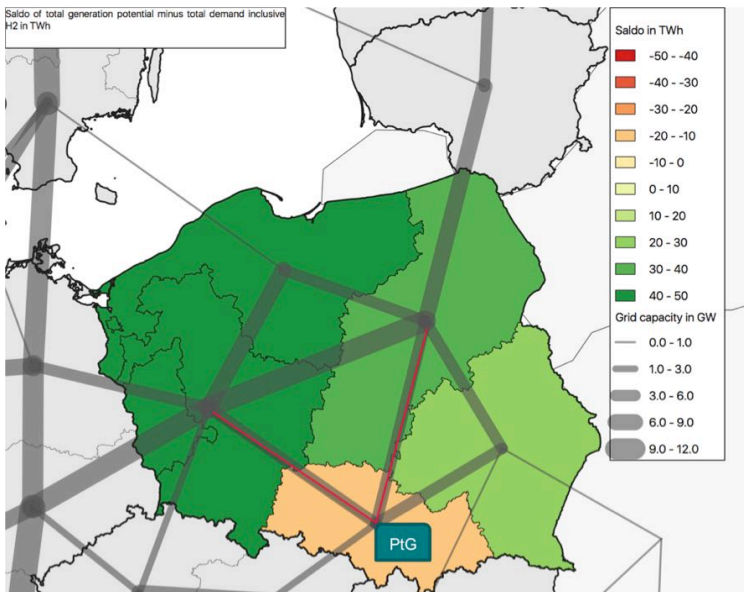 Saldo of total generation potential minus total demand inclusive
H2 in TWh
Saldo in TWh
-50 - -40
-40 - -30
-30 - -20
-20 - -10
-10 - 0
0 - 10
10 - 20
20 - 30
30 - 40
40 - 50
Grid capacity in GW
0.0 - 1.0
1.0 - 3.0
3.0 - 6.0
6.0 - 9.0
9.0 - 12.0
PtG